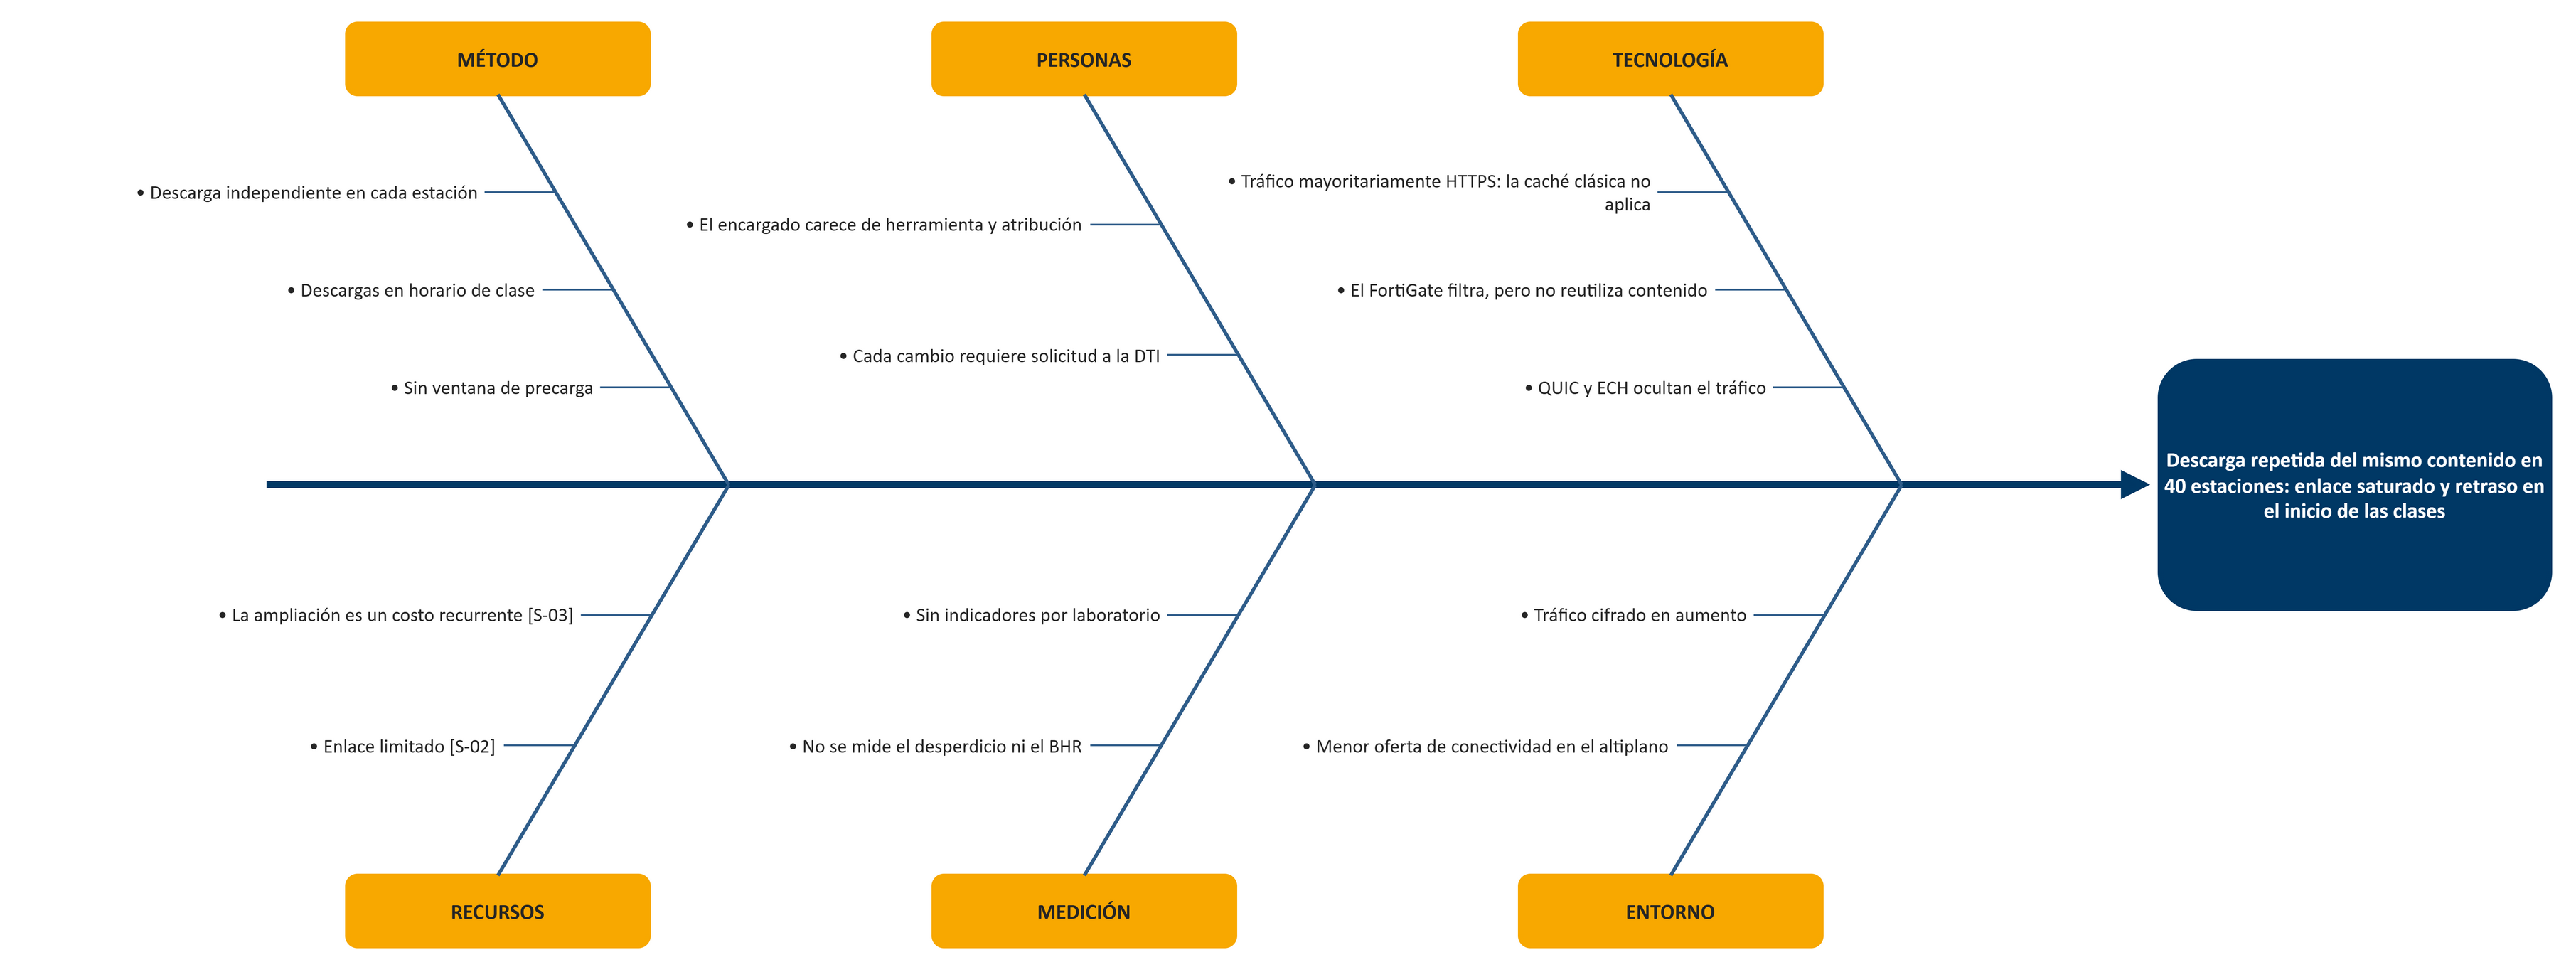 MÉTODO
PERSONAS
TECNOLOGÍA
• Descarga independiente en cada estación
• Descargas en horario de clase
• Sin ventana de precarga
• El encargado carece de herramienta y atribución
• Cada cambio requiere solicitud a la DTI
• Tráfico mayoritariamente HTTPS: la caché clásica no
aplica
• El FortiGate filtra, pero no reutiliza contenido
• QUIC y ECH ocultan el tráfico
Descarga repetida del mismo contenido en
40 estaciones: enlace saturado y retraso en
el inicio de las clases
• La ampliación es un costo recurrente [S-03]
• Enlace limitado [S-02]
• Sin indicadores por laboratorio
• No se mide el desperdicio ni el BHR
• Tráfico cifrado en aumento
• Menor oferta de conectividad en el altiplano
RECURSOS
MEDICIÓN
ENTORNO